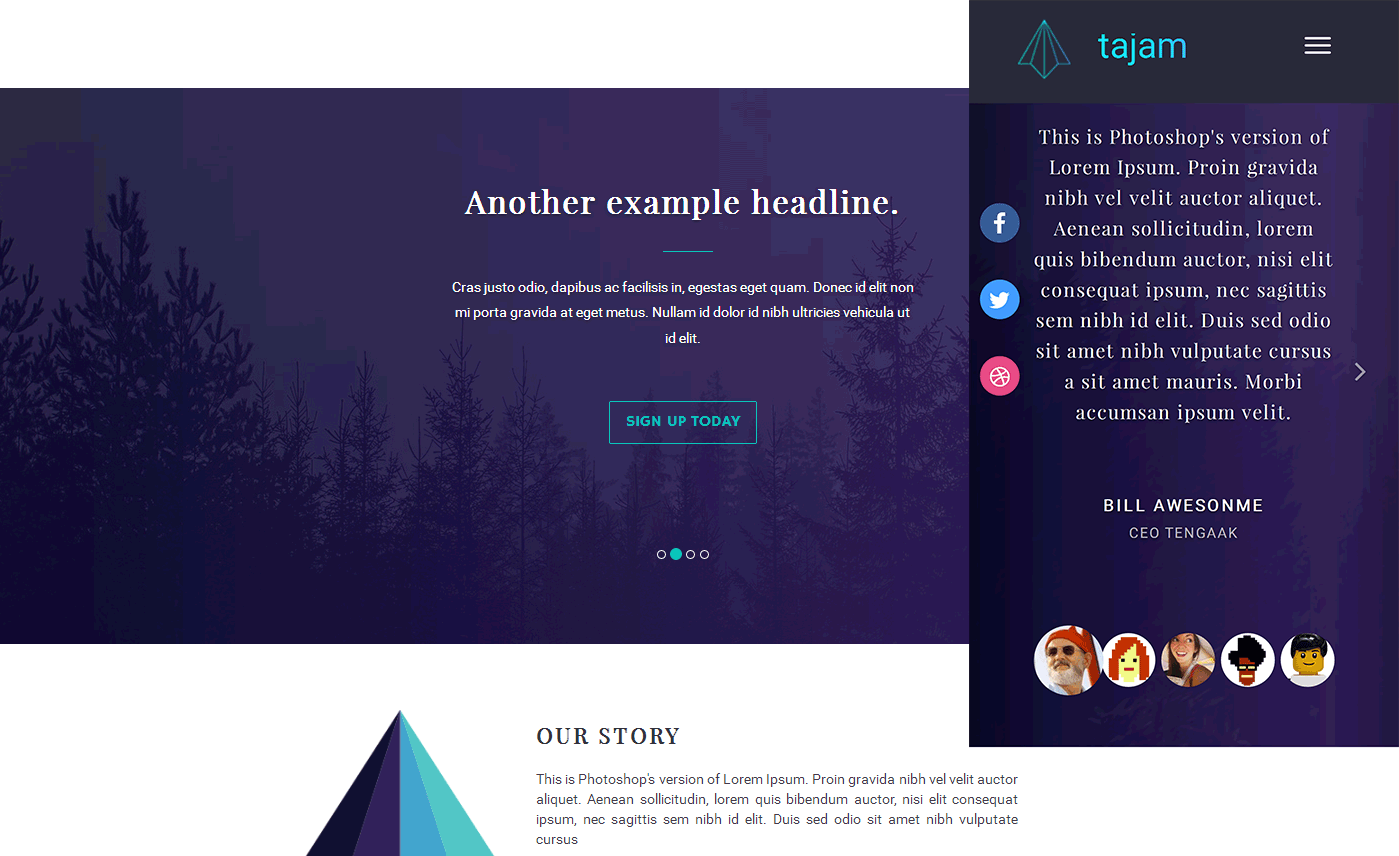 Another example headline.
Cras justo odio, dapibus ac facilisis in, egestas eget quam. Donec id elit non
mi porta gravida at eget metus. Nullam id dolor id nibh ultricies vehicula ut
id elit.
SIGN UP TODAY
OUR STORY
This is Photoshop's version of Lorem Ipsum. Proin gravida nibh vel velit auctor
aliquet. Aenean sollicitudin, lorem quis bibendum auctor, nisi elit consequat
ipsum, nec sagittis sem nibh id elit. Duis sed odio sit amet nibh vulputate
cursus
tajam
This is Photoshop's version of
Lorem Ipsum. Proin gravida
nibh vel velit auctor aliquet.
Aenean sollicitudin, lorem
quis bibendum auctor, nisi elit
consequat ipsum, nec sagittis
sem nibh id elit. Duis sed odio
sit amet nibh vulputate cursus
a sit amet mauris. Morbi
accumsan ipsum velit.
BILL AWESONME
CEO TENGAAK